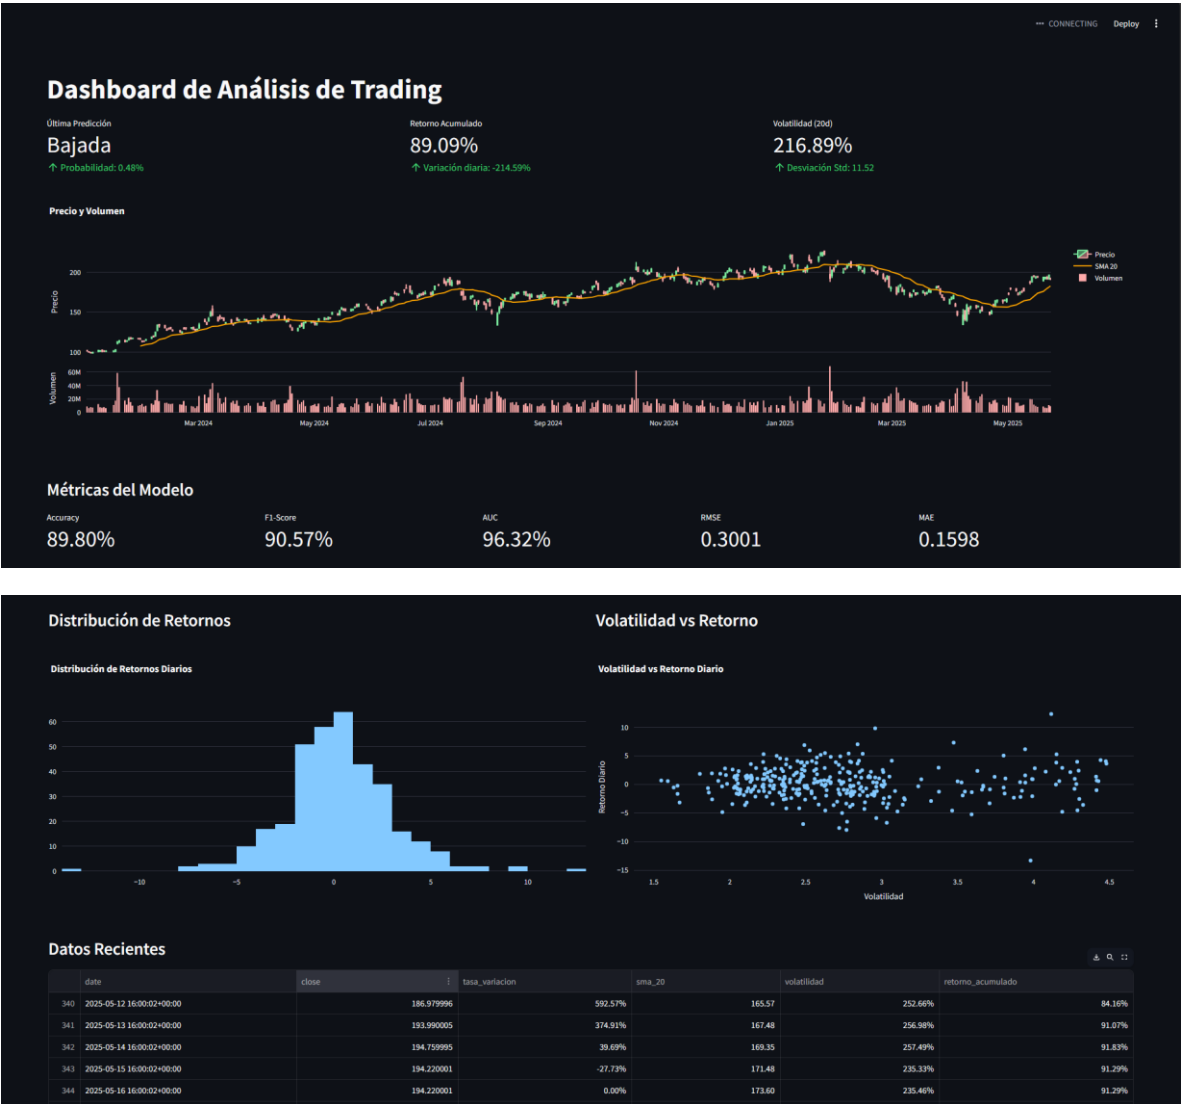 CONNECTING Deploy
Dashboard de Análisis de Trading
Última Predicción Retorno Acumulado Volatilidad (20d)
Bajada 89.09% 216.89%
↑ Probabilidad: 0.48% ↑ Variación diaria: -214.59% ↑ Desviación Std: 11.52
Precio y Volumen
Precio
SMA 20
Volumen
Precio
200
150
100
Volumen
60M
40M
20M
0
Mar 2024 May 2024 Jul 2024 Sep 2024 Nov 2024 Jan 2025 Mar 2025 May 2025
Métricas del Modelo
Accuracy F1-Score AUC RMSE MAE
89.80% 90.57% 96.32% 0.3001 0.1598
Distribución de Retornos
Distribución de Retornos Diarios
60
50
40
30
20
10
0
−10 −5 0 5 10
Volatilidad vs Retorno
Volatilidad vs Retorno Diario
Retorno Diario
10
5
0
−5
−10
−15
1.5 2 2.5 3 3.5 4 4.5
Volatilidad
Datos Recientes
date close tasa_variacion sma_20 volatilidad retorno_acumulado
340 2025-05-12 16:00:02+00:00 186.979996 592.57% 165.57 252.66% 84.16%
341 2025-05-13 16:00:02+00:00 193.990005 374.91% 167.48 256.98% 91.07%
342 2025-05-14 16:00:02+00:00 194.759995 39.69% 169.35 257.49% 91.83%
343 2025-05-15 16:00:02+00:00 194.220001 -27.73% 171.48 235.33% 91.29%
344 2025-05-16 16:00:02+00:00 194.220001 0.00% 173.60 235.46% 91.29%